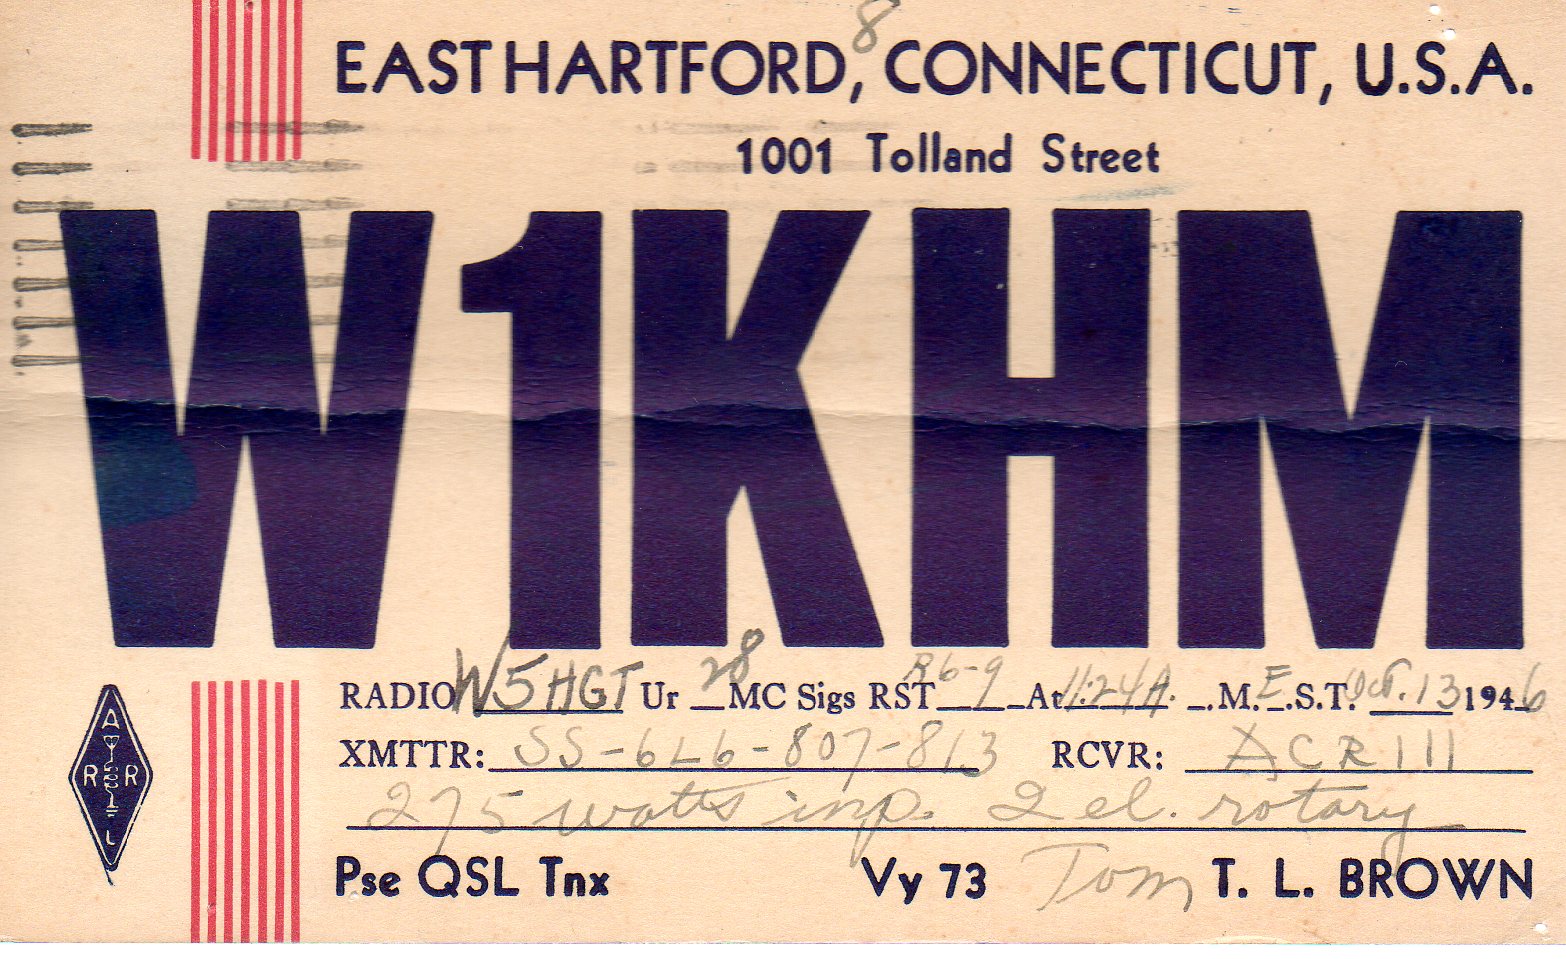 8
EAST HARTFORD, CONNECTICUT, U.S.A.
1001 Tolland Street
W1KHM
RADIO W5HGT Ur 28 MC Sigs RST R6-9 At 11:24 A. .M. E.S.T. Oct. 13 1946
XMTTR: SS-6L6-807-813 RCVR: ACR 111
275 watts inp. 2 el. rotary
A
R R
L
Pse QSL Tnx Vy 73 Tom T. L. BROWN